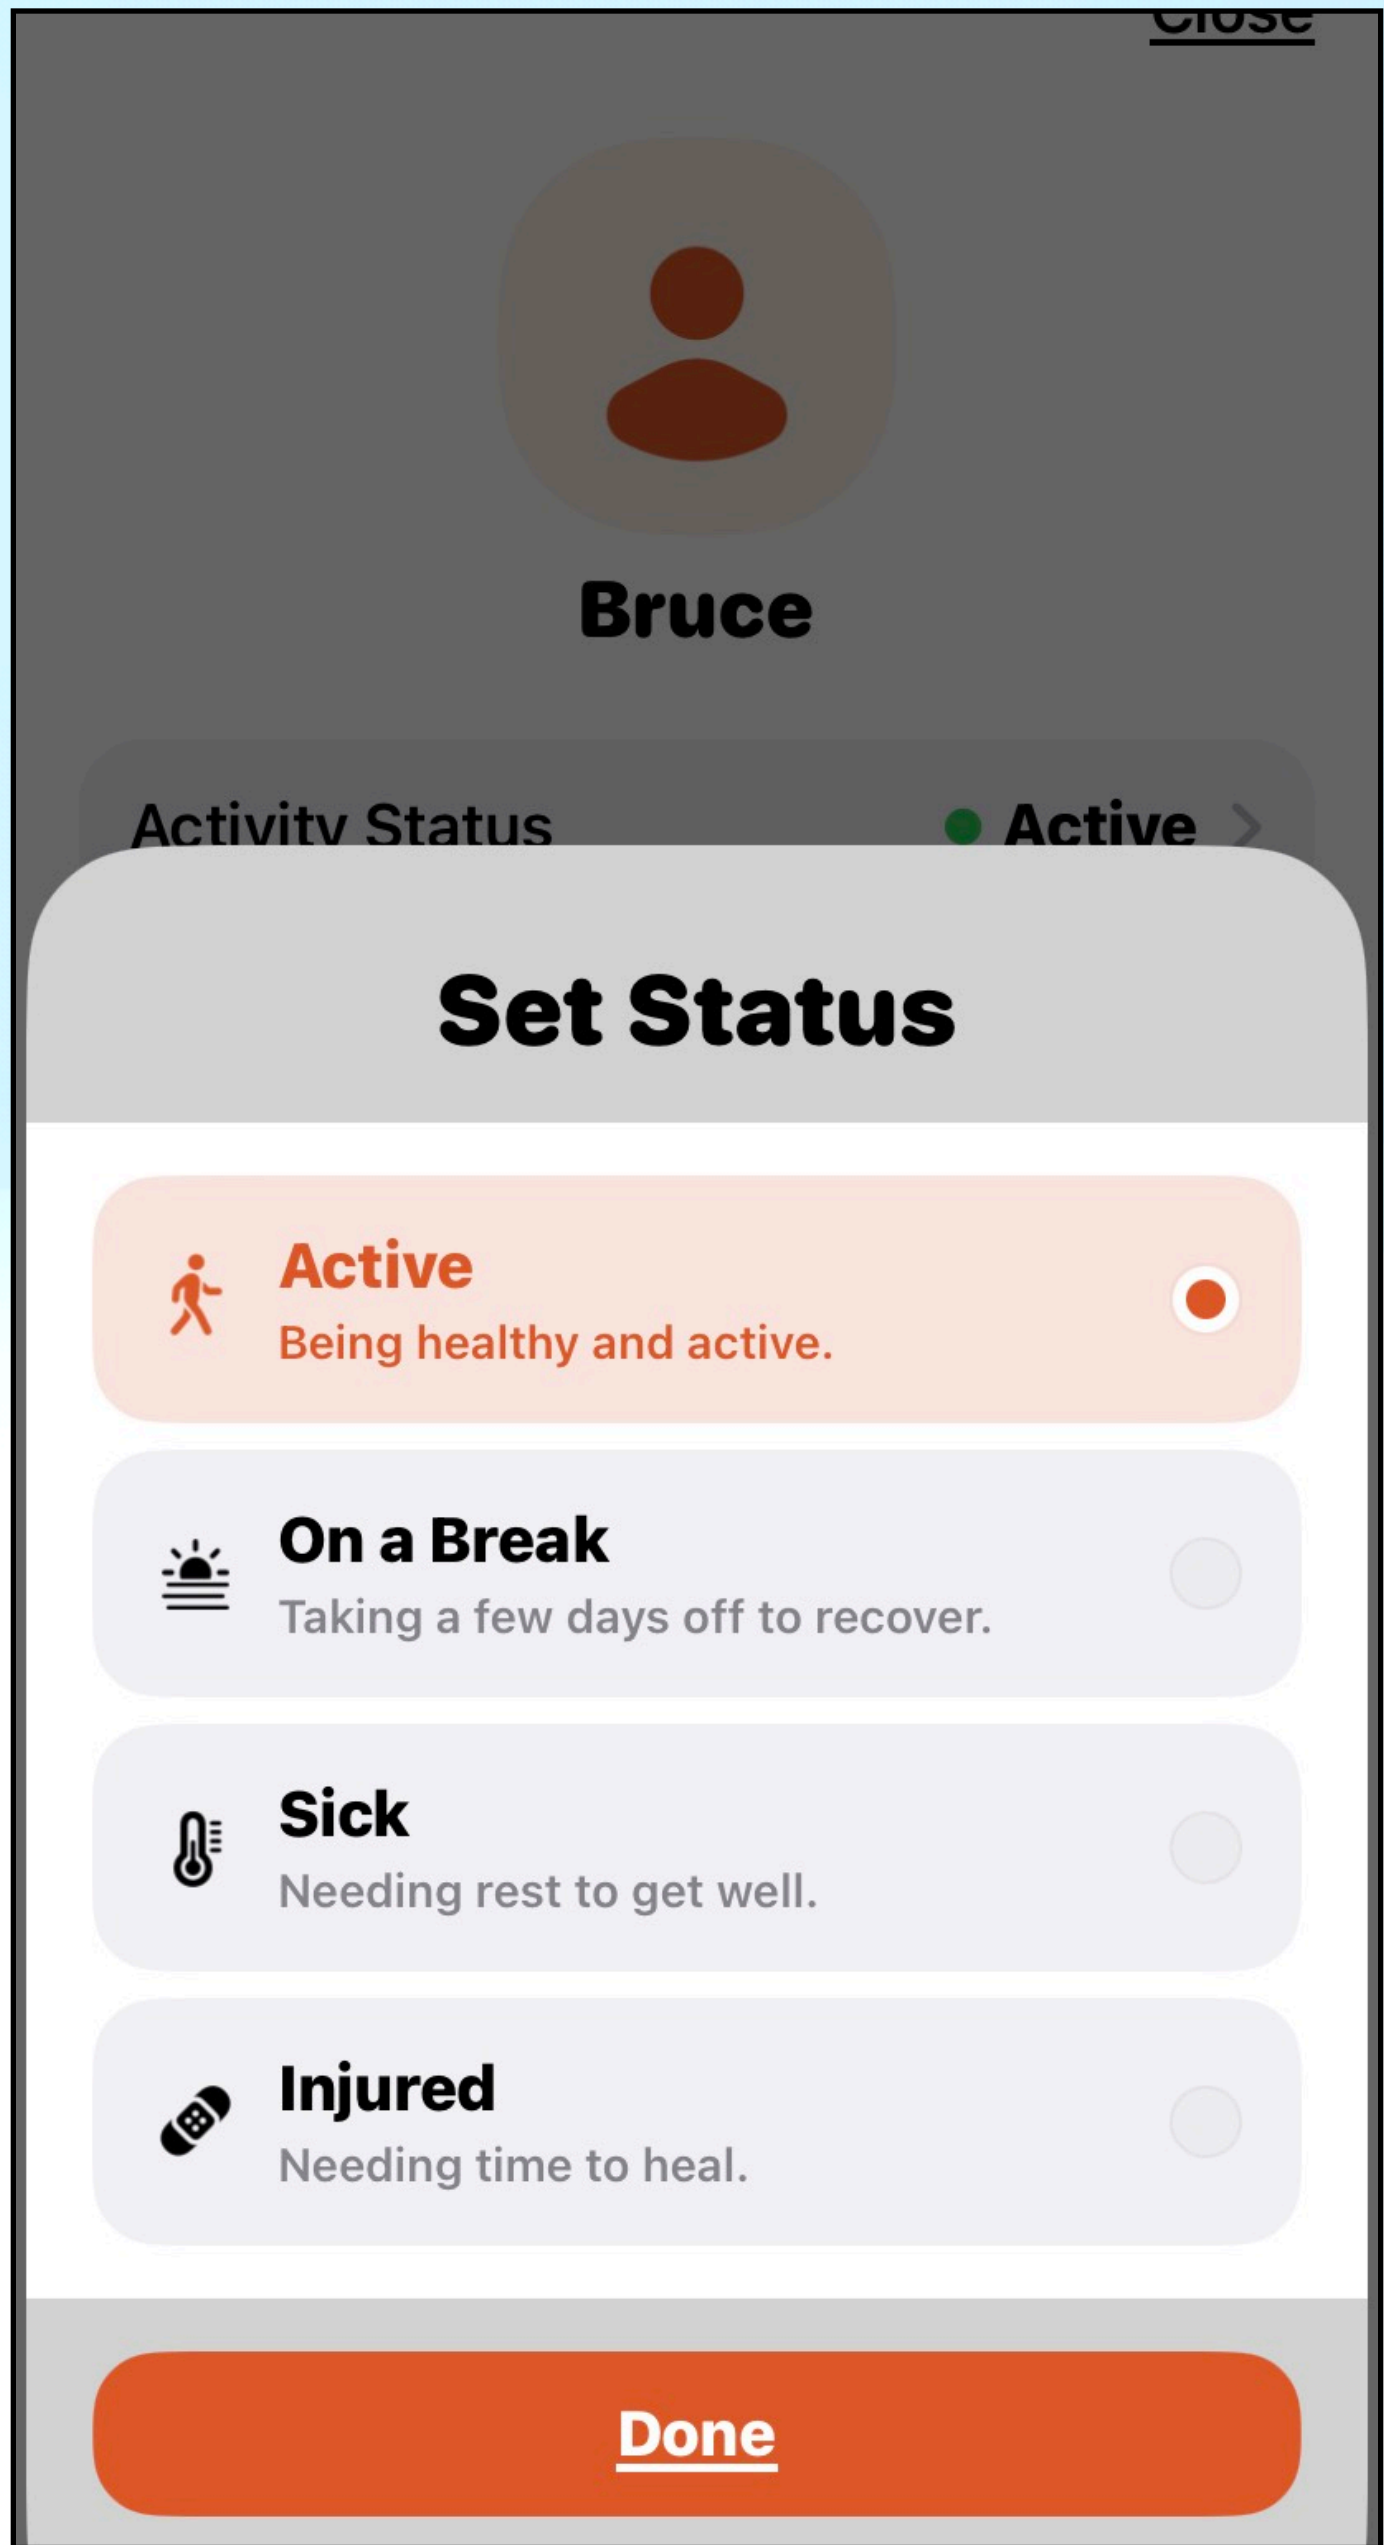 Close
Bruce
Activity Status
Active
Set Status
Active
Being healthy and active.
On a Break
Taking a few days off to recover.
Sick
Needing rest to get well.
Injured
Needing time to heal.
Done